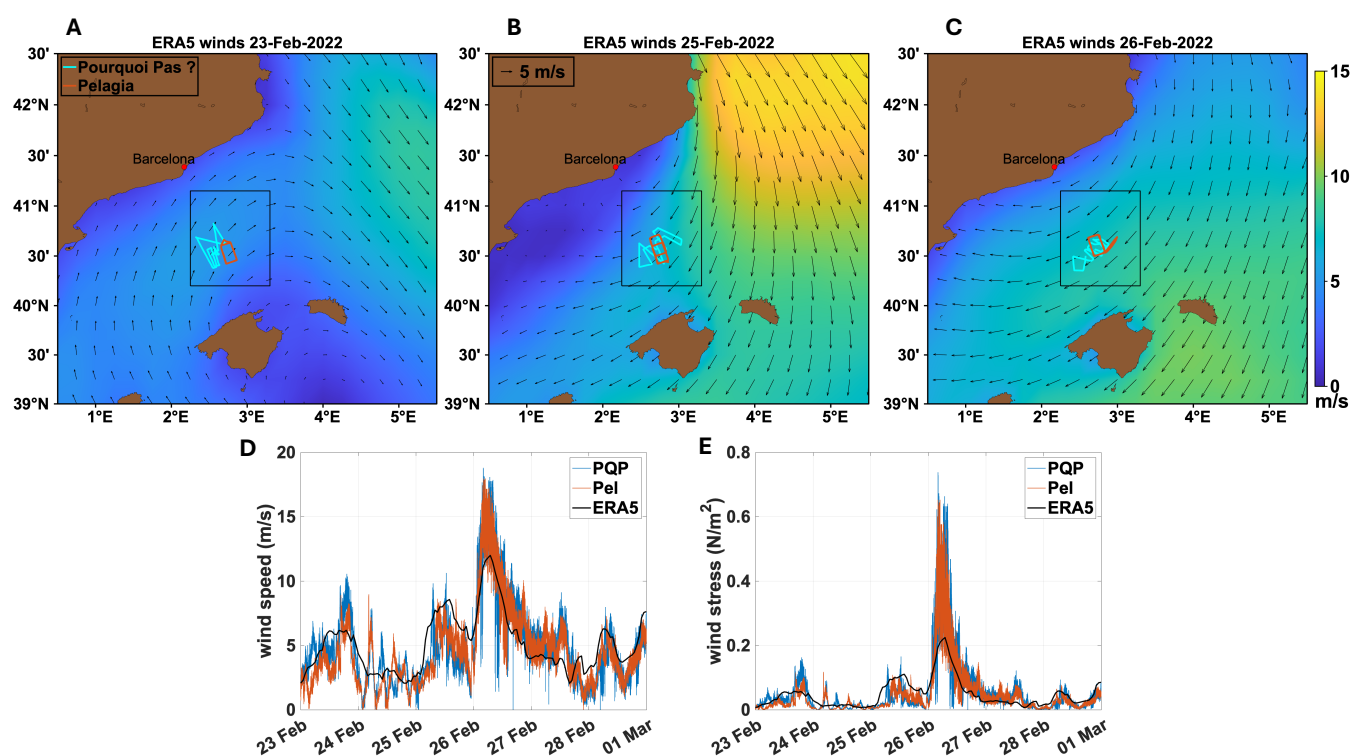 A
ERA5 winds 23-Feb-2022
Pourquoi Pas ?
Pelagia
Barcelona
30'
42°N
30'
41°N
30'
40°N
30'
39°N
1°E 2°E 3°E 4°E 5°E
B
ERA5 winds 25-Feb-2022
5 m/s
Barcelona
30'
42°N
30'
41°N
30'
40°N
30'
39°N
1°E 2°E 3°E 4°E 5°E
C
ERA5 winds 26-Feb-2022
Barcelona
30'
42°N
30'
41°N
30'
40°N
30'
39°N
1°E 2°E 3°E 4°E 5°E
15
10
5
0
m/s
D
wind speed (m/s)
20
15
10
5
0
PQP
Pel
ERA5
23 Feb 24 Feb 25 Feb 26 Feb 27 Feb 28 Feb 01 Mar
E
wind stress (N/m²)
0.8
0.6
0.4
0.2
0
PQP
Pel
ERA5
23 Feb 24 Feb 25 Feb 26 Feb 27 Feb 28 Feb 01 Mar